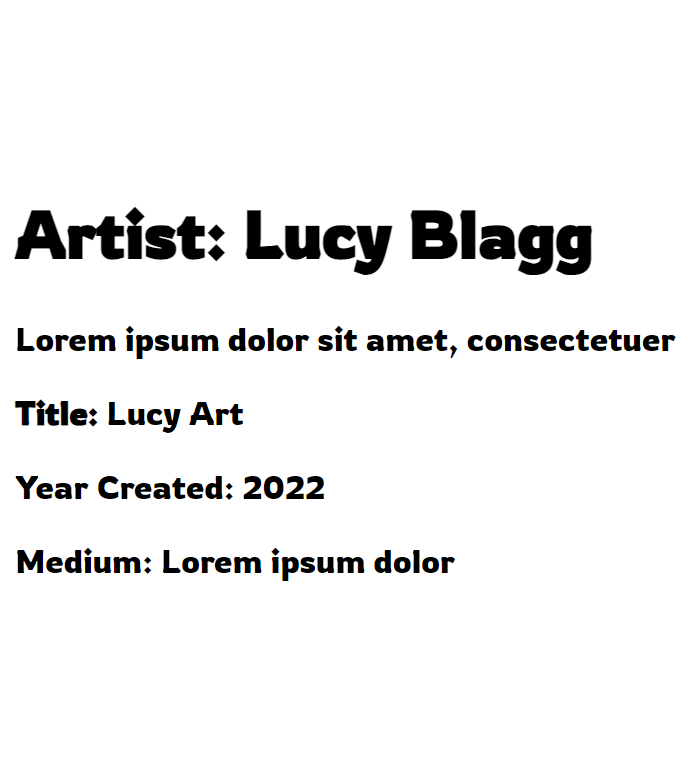 Artist: Lucy Blagg
Lorem ipsum dolor sit amet, consectetuer
Title: Lucy Art
Year Created: 2022
Medium: Lorem ipsum dolor